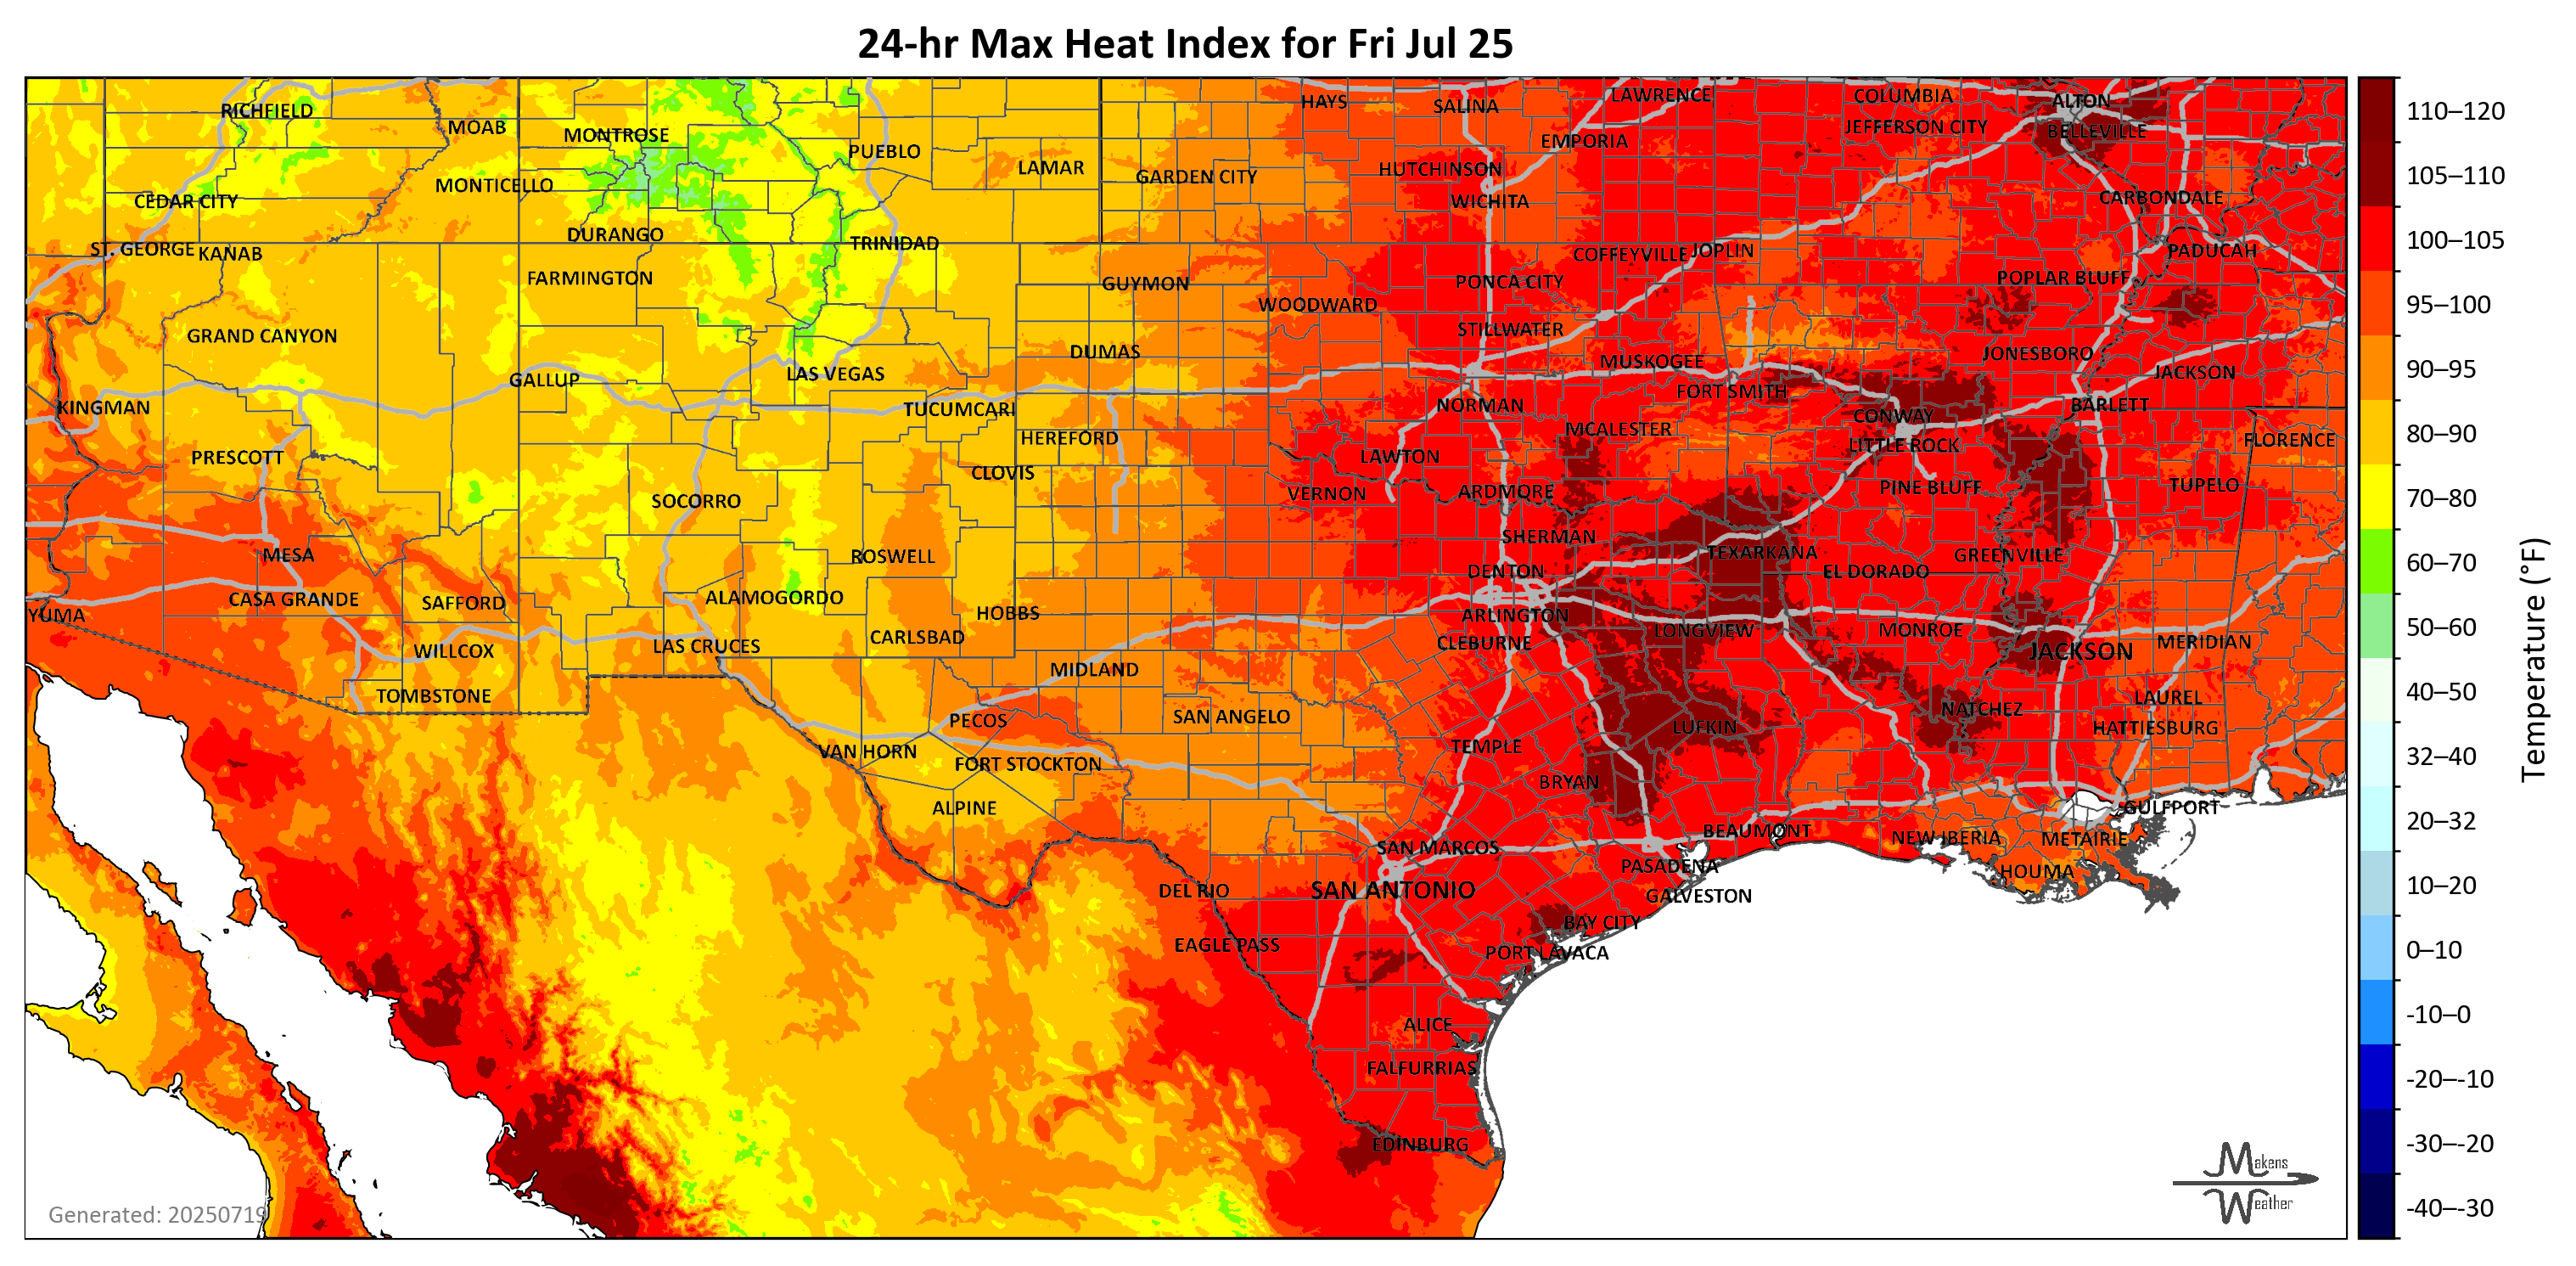 24-hr Max Heat Index for Fri Jul 25
RICHFIELD
MOAB
MONTROSE
PUEBLO
LAMAR
GARDEN CITY
HAYS
SALINA
LAWRENCE
EMPORIA
HUTCHINSON
WICHITA
COLUMBIA
JEFFERSON CITY
ALTON
BELLEVILLE
CEDAR CITY
MONTICELLO
CARBONDALE
ST. GEORGE
KANAB
DURANGO
TRINIDAD
COFFEYVILLE
JOPLIN
PADUCAH
FARMINGTON
GUYMON
PONCA CITY
POPLAR BLUFF
WOODWARD
GRAND CANYON
STILLWATER
DUMAS
MUSKOGEE
JONESBORO
GALLUP
LAS VEGAS
FORT SMITH
JACKSON
KINGMAN
TUCUMCARI
NORMAN
CONWAY
BARLETT
HEREFORD
MCALESTER
LITTLE ROCK
FLORENCE
PRESCOTT
CLOVIS
LAWTON
SOCORRO
VERNON
ARDMORE
PINE BLUFF
TUPELO
MESA
ROSWELL
SHERMAN
TEXARKANA
GREENVILLE
DENTON
EL DORADO
CASA GRANDE
SAFFORD
ALAMOGORDO
HOBBS
YUMA
ARLINGTON
CARLSBAD
CLEBURNE
LONGVIEW
MONROE
WILLCOX
LAS CRUCES
JACKSON
MERIDIAN
MIDLAND
TOMBSTONE
LAUREL
PECOS
SAN ANGELO
LUFKIN
NATCHEZ
HATTIESBURG
VAN HORN
FORT STOCKTON
TEMPLE
BRYAN
ALPINE
GULFPORT
SAN MARCOS
BEAUMONT
NEW IBERIA
METAIRIE
PASADENA
HOUMA
DEL RIO
SAN ANTONIO
GALVESTON
BAY CITY
EAGLE PASS
PORT LAVACA
ALICE
FALFURRIAS
EDINBURG
Generated: 20250719
Makens
Weather
110–120
105–110
100–105
95–100
90–95
80–90
70–80
60–70
50–60
40–50
32–40
20–32
10–20
0–10
-10–0
-20–-10
-30–-20
-40–-30
Temperature (°F)